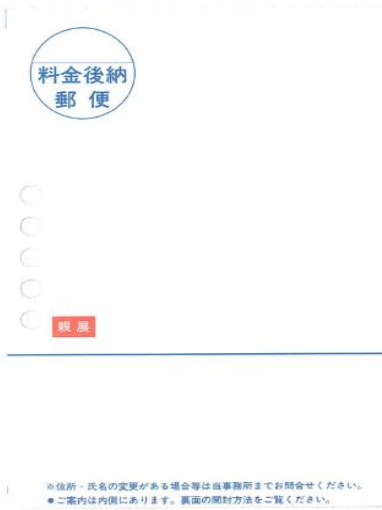 料金後納
郵便
親展
※住所・氏名の変更がある場合等は当事務所までお問合せください。
●ご案内は内側にあります。裏面の開封方法をご覧ください。